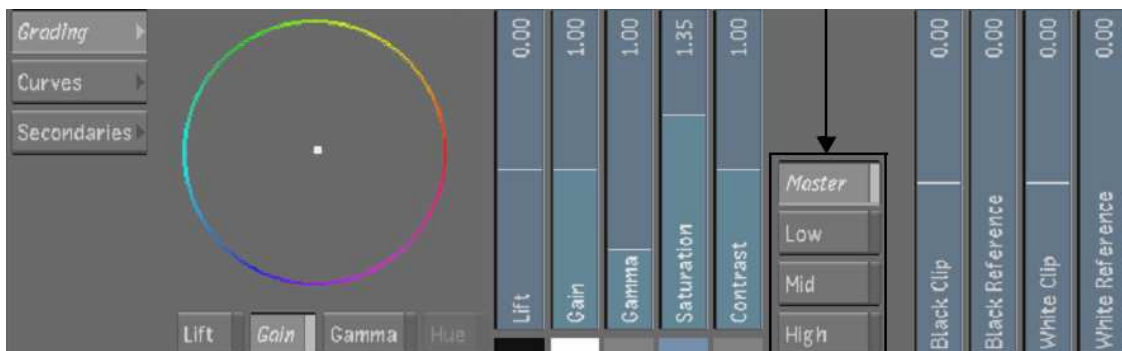 Grading
Curves
Secondaries
Lift
Gain
Gamma
Hue
0.00
Lift
1.00
Gain
1.00
Gamma
1.35
Saturation
1.00
Contrast
Master
Low
Mid
High
0.00
Black Clip
0.00
Black Reference
0.00
White Clip
0.00
White Reference